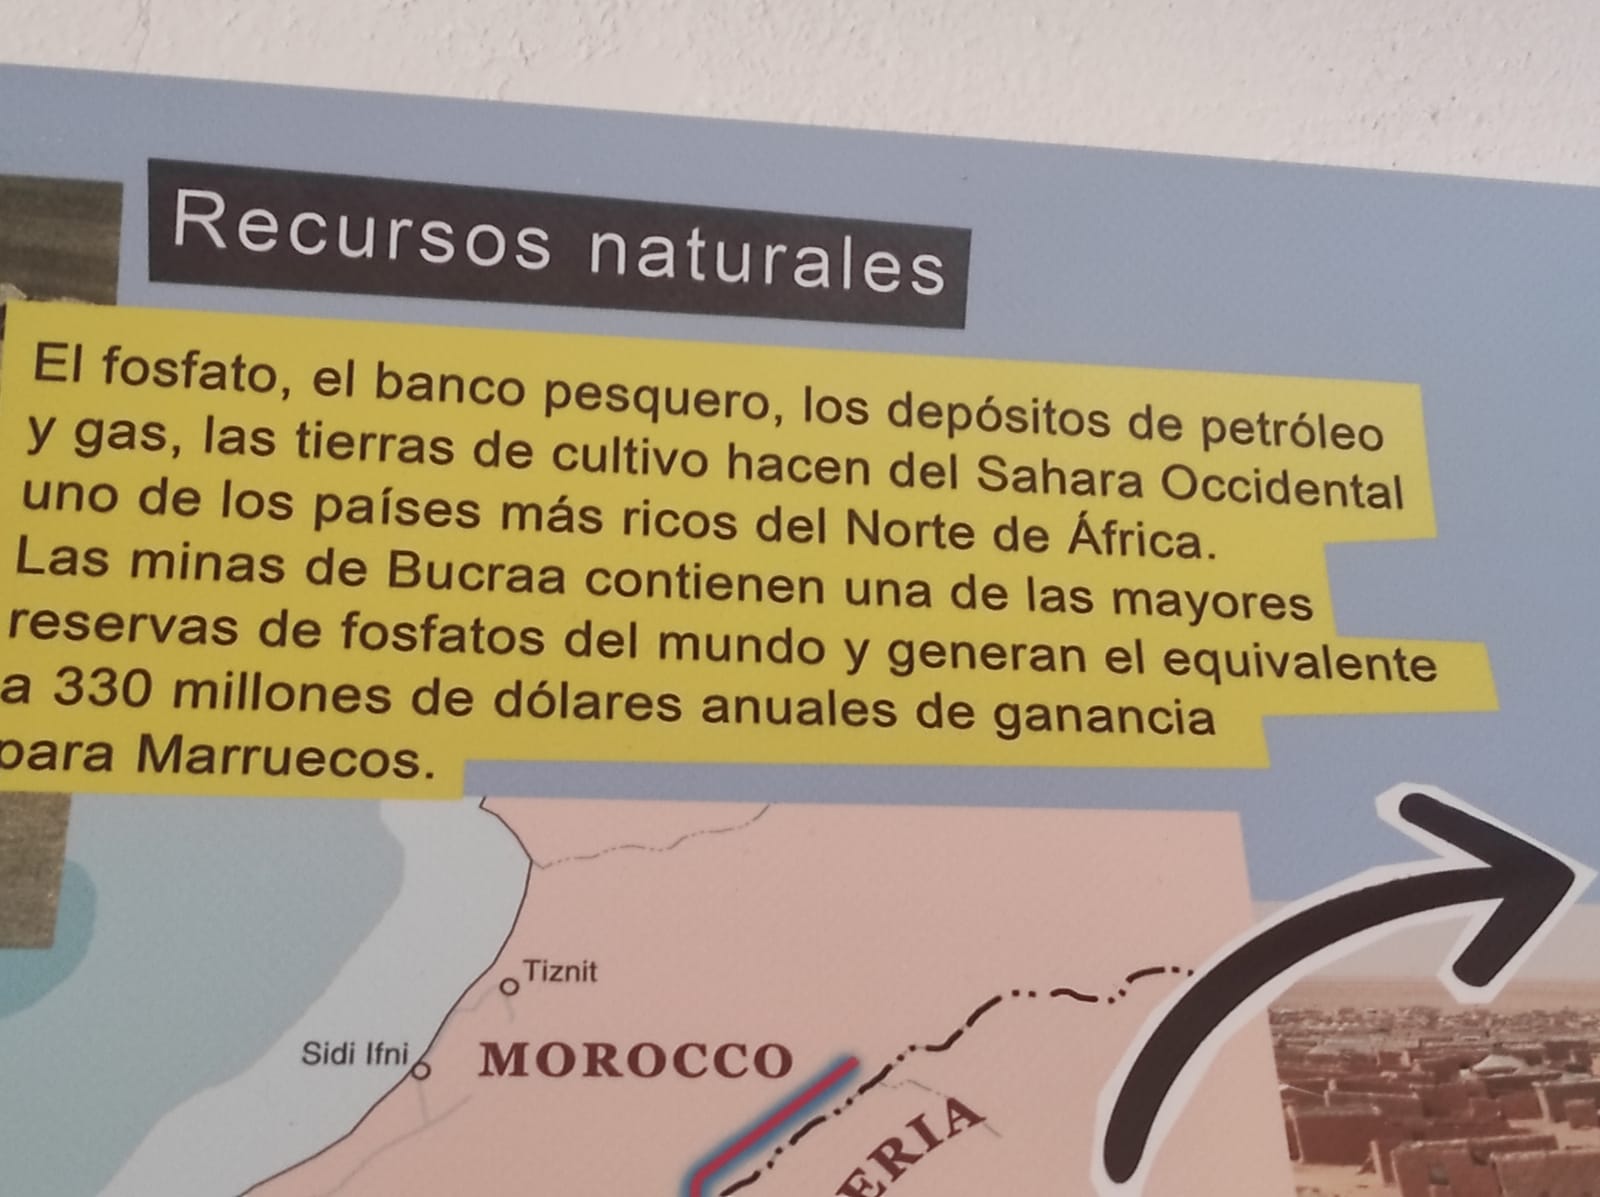 Recursos naturales
El fosfato, el banco pesquero, los depósitos de petróleo
y gas, las tierras de cultivo hacen del Sahara Occidental
uno de los países más ricos del Norte de África.
Las minas de Bucraa contienen una de las mayores
reservas de fosfatos del mundo y generan el equivalente
a 330 millones de dólares anuales de ganancia
para Marruecos.
Tiznit
Sidi Ifni
MOROCCO
ERIA